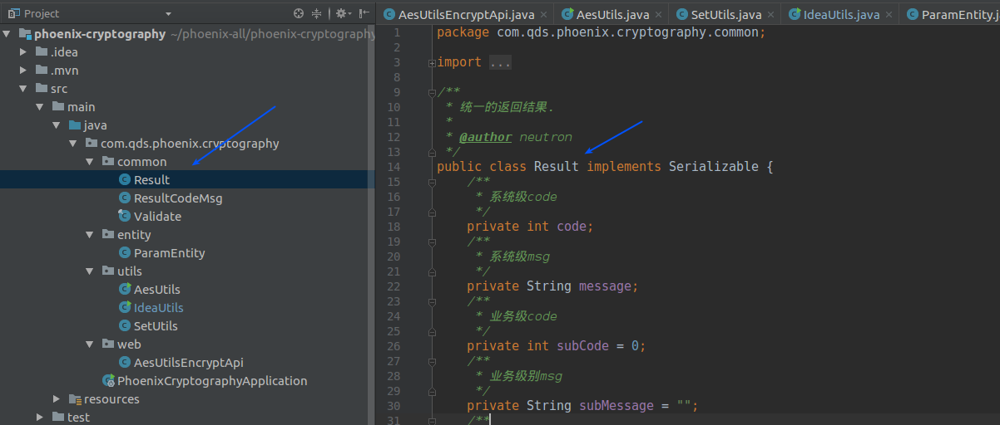 Project
phoenix-cryptography ~/phoenix-all/phoenix-cryptography
.idea
.mvn
src
main
java
com.qds.phoenix.cryptography
common
Result
ResultCodeMsg
Validate
entity
ParamEntity
utils
AesUtils
IdeaUtils
SetUtils
web
AesUtilsEncryptApi
PhoenixCryptographyApplication
resources
test
AesUtilsEncryptApi.java AesUtils.java SetUtils.java IdeaUtils.java ParamEntity.j
1 package com.qds.phoenix.cryptography.common;
2
3 import ...
8
9 /**
10 * 统一的返回结果.
11 *
12 * @author neutron
13 */
14 public class Result implements Serializable {
15 /**
16 * 系统级code
17 */
18 private int code;
19 /**
20 * 系统级msg
21 */
22 private String message;
23 /**
24 * 业务级code
25 */
26 private int subCode = 0;
27 /**
28 * 业务级别msg
29 */
30 private String subMessage = "";
31 /**